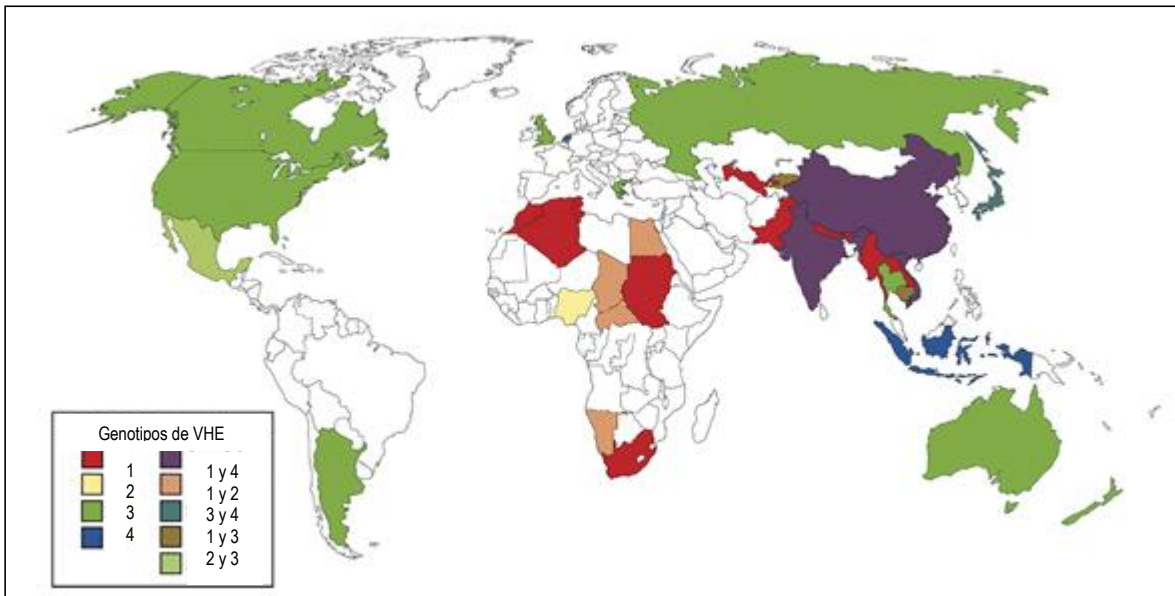 Genotipos de VHE
1
2
3
4
1 y 4
1 y 2
3 y 4
1 y 3
2 y 3